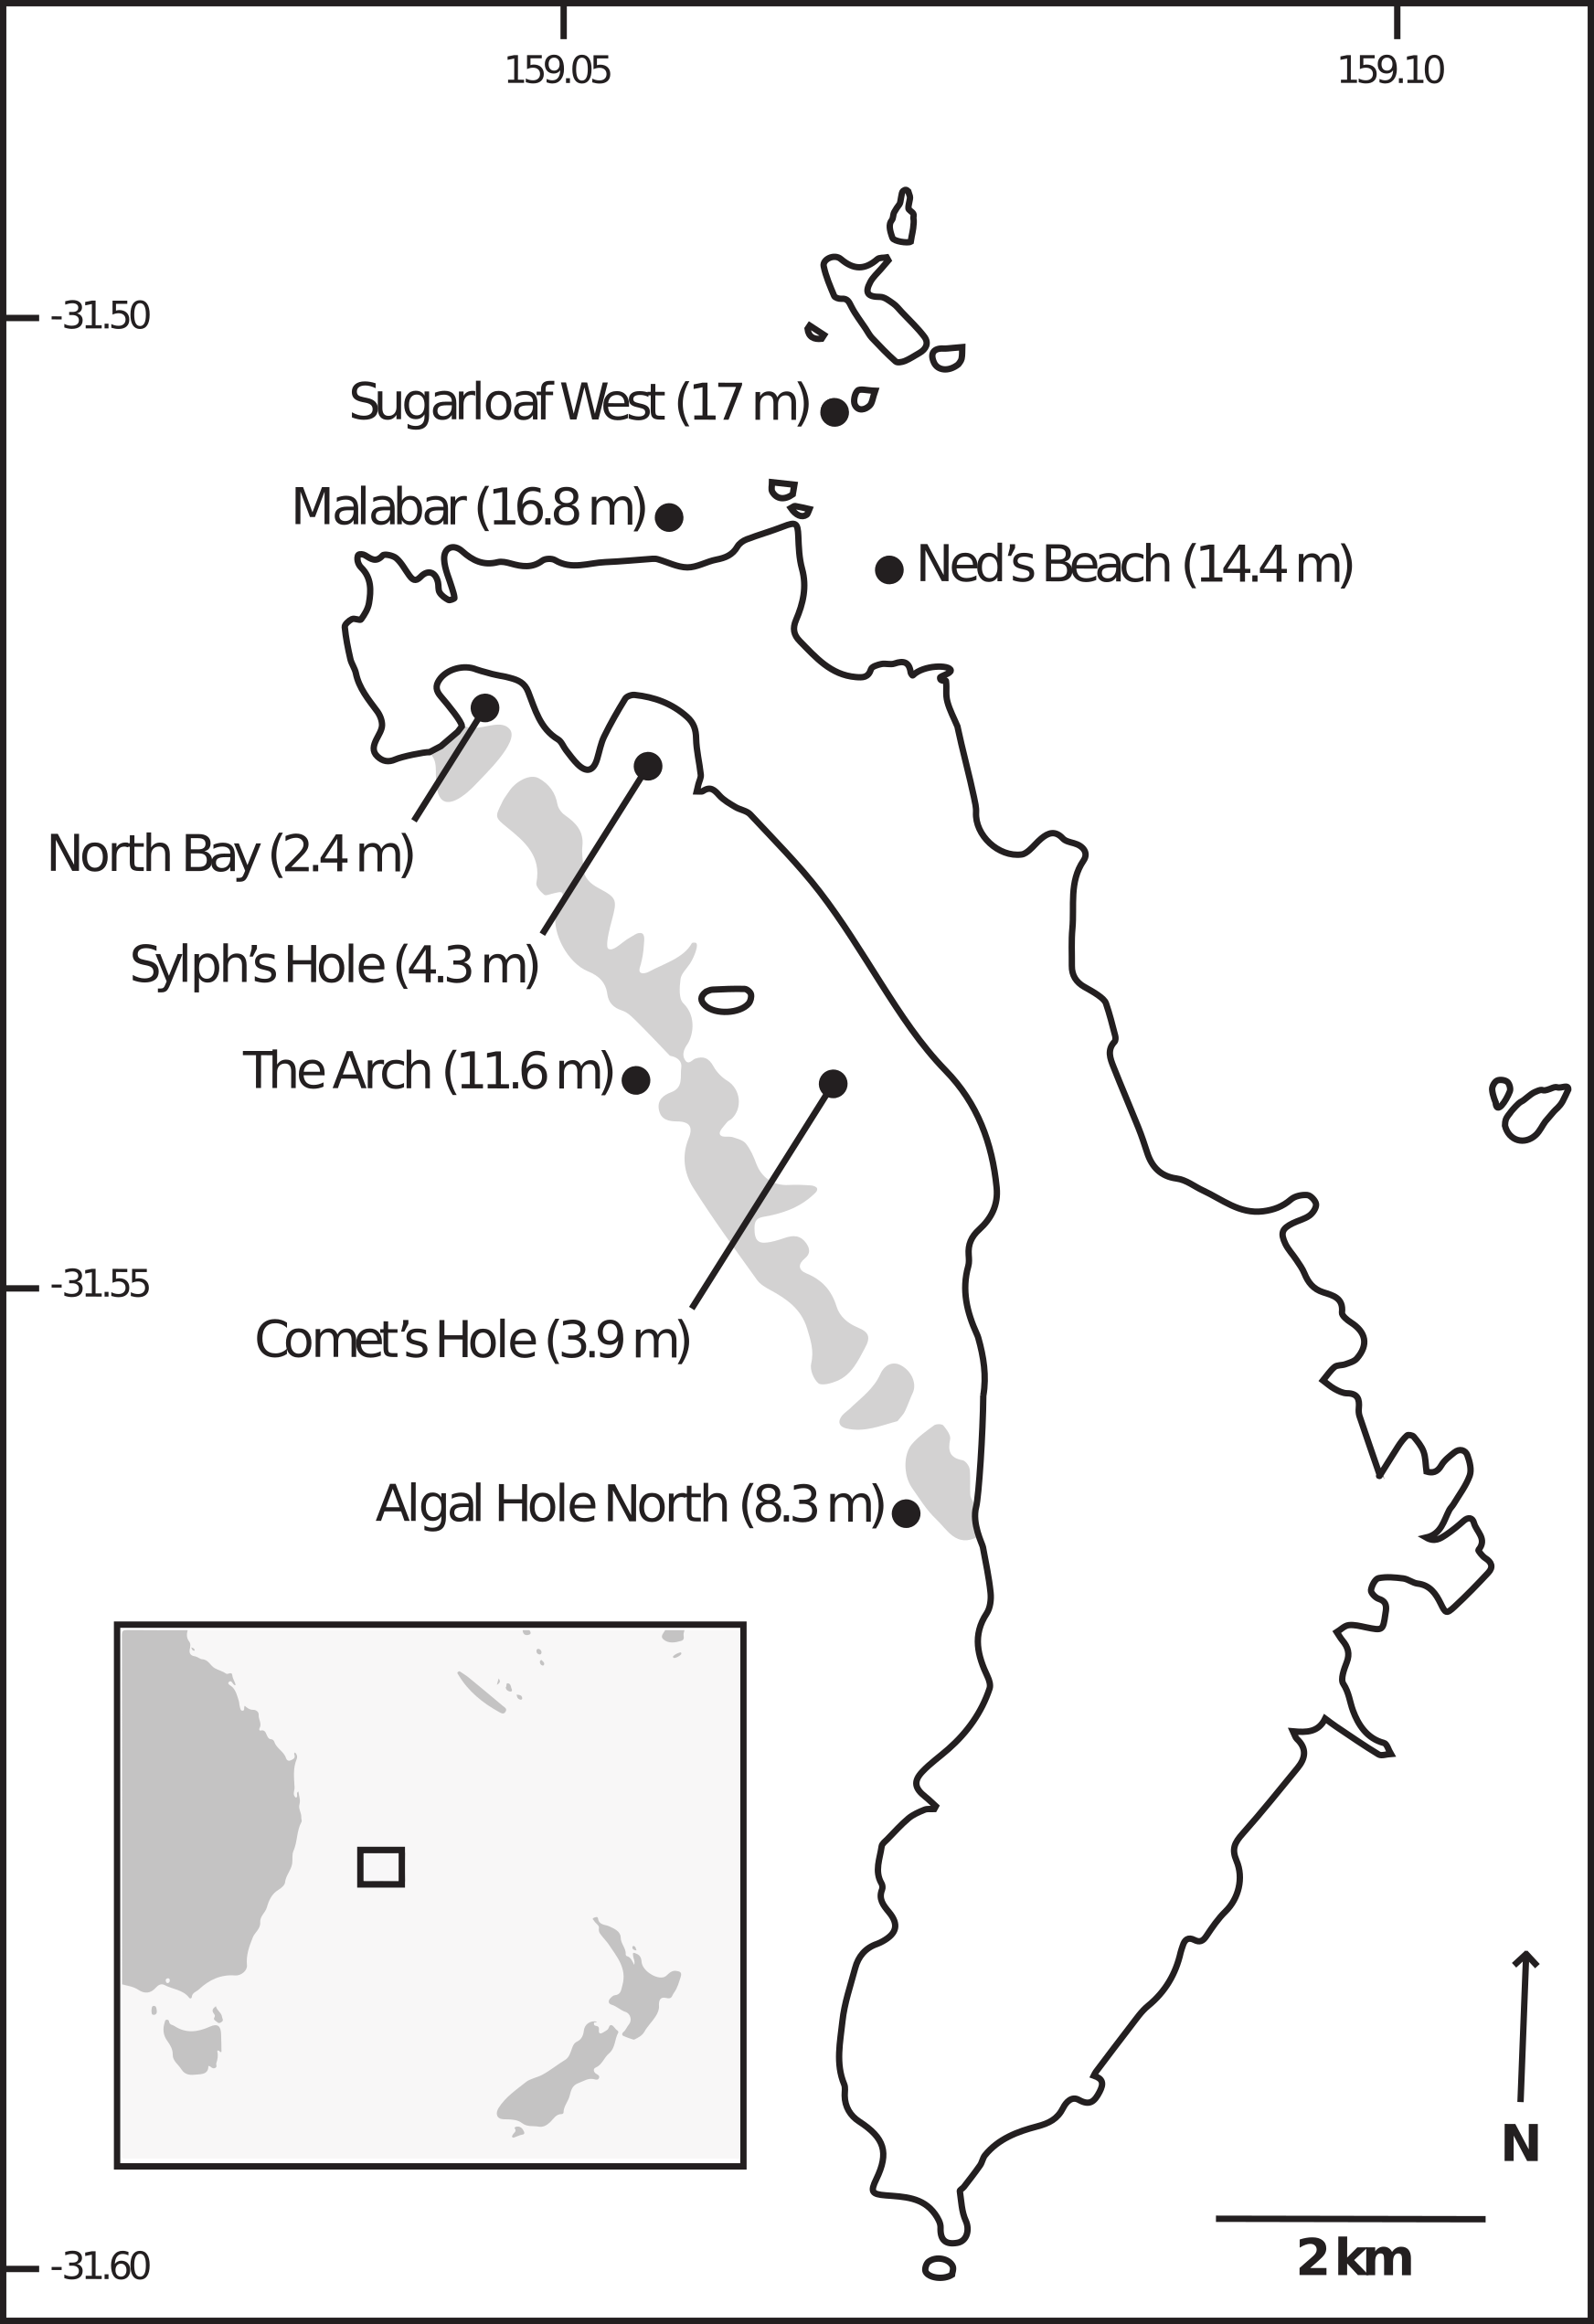 159.05
159.10
-31.50
Sugarloaf West (17 m)
Malabar (16.8 m)
Ned’s Beach (14.4 m)
North Bay (2.4 m)
Sylph’s Hole (4.3 m)
The Arch (11.6 m)
-31.55
Comet’s Hole (3.9 m)
Algal Hole North (8.3 m)
N
2 km
-31.60